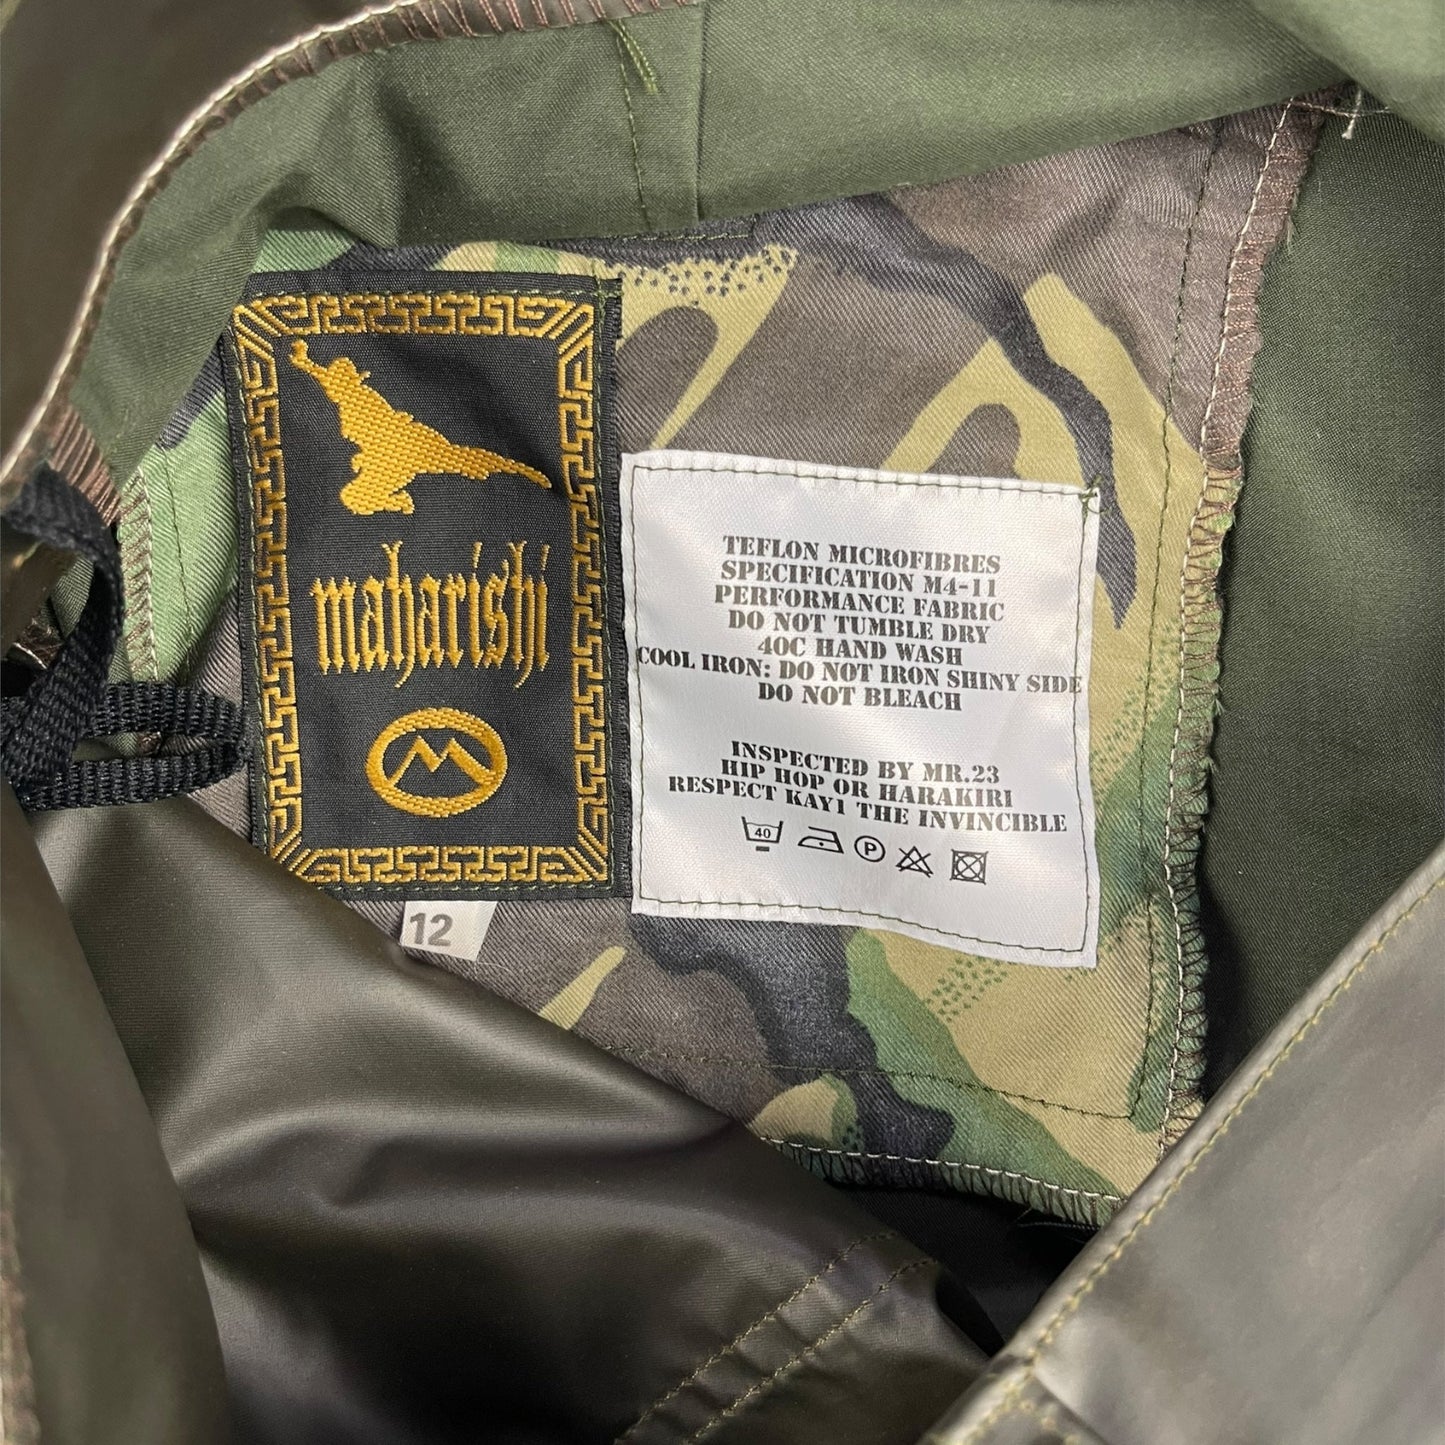 maharishi
M
12
TEFLON MICROFIBRES
SPECIFICATION M4-11
PERFORMANCE FABRIC
DO NOT TUMBLE DRY
40C HAND WASH
COOL IRON: DO NOT IRON SHINY SIDE
DO NOT BLEACH
INSPECTED BY MR.23
HIP HOP OR HARAKIRI
RESPECT KAY1 THE INVINCIBLE
40 P